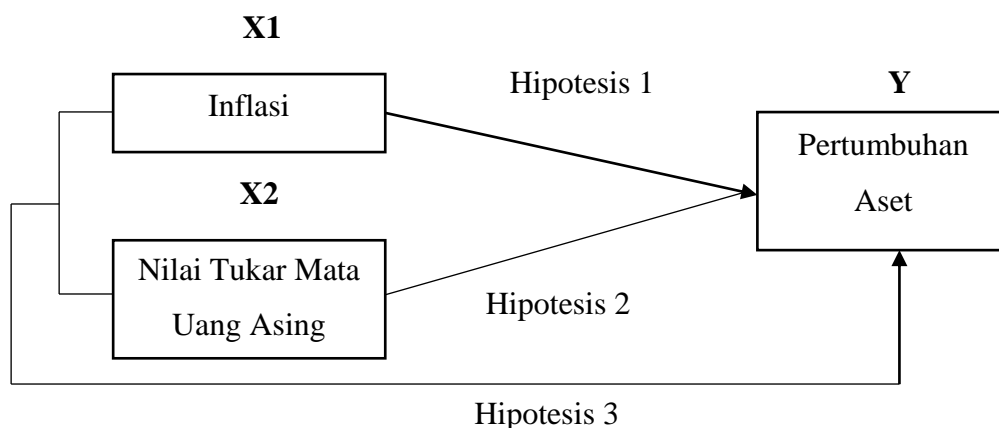 X1
Inflasi
Hipotesis 1
Y
Pertumbuhan
Aset
X2
Nilai Tukar Mata
Uang Asing
Hipotesis 2
Hipotesis 3